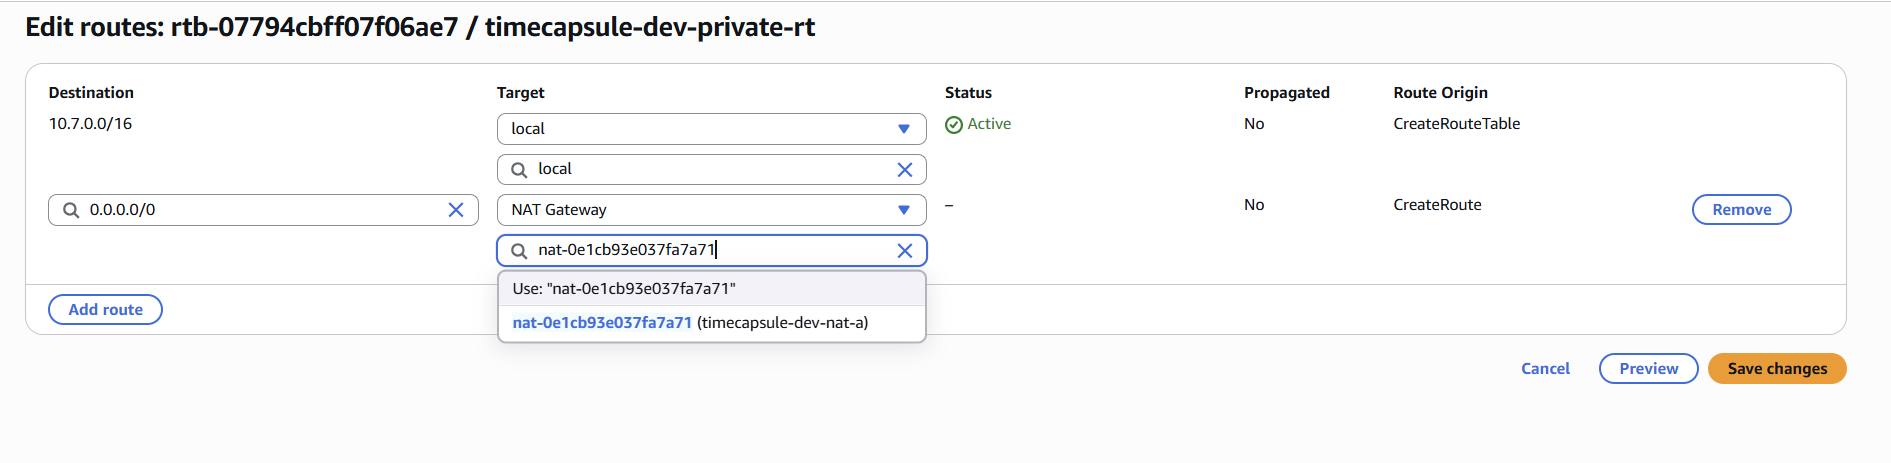 Edit routes: rtb-07794cbff07f06ae7 / timecapsule-dev-private-rt
Destination Target Status Propagated Route Origin
10.7.0.0/16 local Active No CreateRouteTable
local
0.0.0.0/0 NAT Gateway – No CreateRoute Remove
nat-0e1cb93e037fa7a71
Use: "nat-0e1cb93e037fa7a71"
Add route
nat-0e1cb93e037fa7a71 (timecapsule-dev-nat-a)
Cancel Preview Save changes